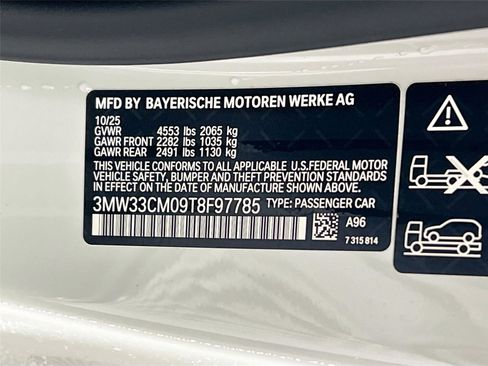 MFD BY BAYERISCHE MOTOREN WERKE AG
10/25
GVWR 4553 lbs 2065 kg
GAWR FRONT 2282 lbs 1035 kg
GAWR REAR 2491 lbs 1130 kg
THIS VEHICLE CONFORMS TO ALL APPLICABLE U.S.FEDERAL MOTOR
VEHICLE SAFETY, BUMPER AND THEFT PREVENTION STANDARDS
IN EFFECT ON THE DATE OF MANUFACTURE SHOWN ABOVE.
3MW33CM09T8F97785 TYPE: PASSENGER CAR
A96
7 315 814